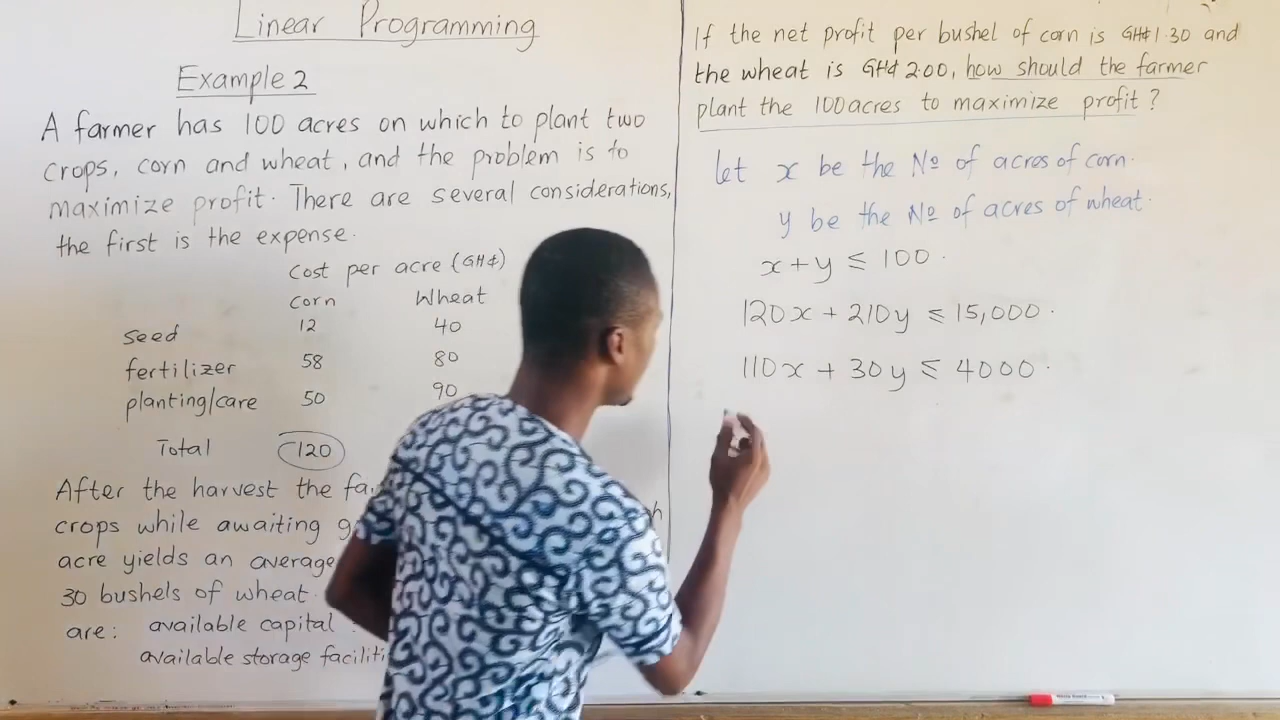 Linear Programming
Example 2
A farmer has 100 acres on which to plant two
crops, corn and wheat, and the problem is to
maximize profit. There are several considerations,
the first is the expense.
Cost per acre (GH¢)
corn Wheat
seed 12 40
fertilizer 58 80
planting/care 50 90
Total 120
After the harvest the
crops while awaiting
acre yields an average
30 bushels of wheat.
are: available capital
available storage
If the net profit per bushel of corn is GH¢1.30 and
the wheat is GH¢ 2.00, how should the farmer
plant the 100 acres to maximize profit?
let x be the № of acres of corn.
y be the № of acres of wheat.
x + y ≤ 100.
120x + 210y ≤ 15,000.
110x + 30y ≤ 4000.